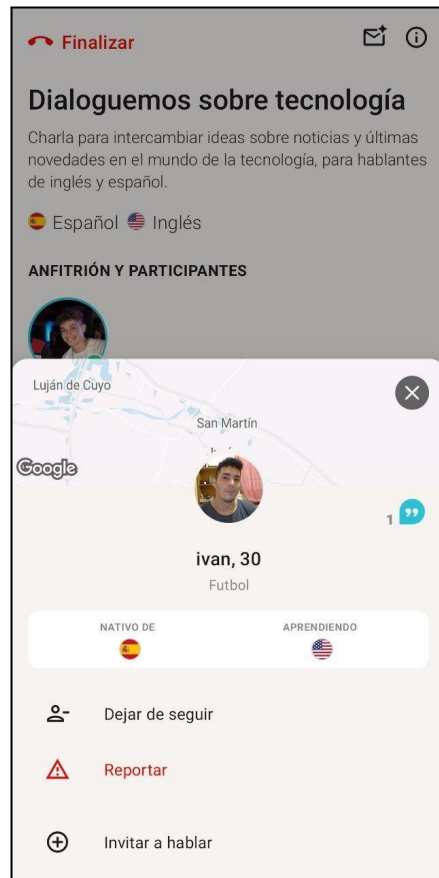 Finalizar
Dialoguemos sobre tecnología
Charla para intercambiar ideas sobre noticias y últimas
novedades en el mundo de la tecnología, para hablantes
de inglés y español.
Español Inglés
ANFITRIÓN Y PARTICIPANTES
Luján de Cuyo
San Martín
Google
1
ivan, 30
Futbol
NATIVO DE APRENDIENDO
Dejar de seguir
Reportar
Invitar a hablar